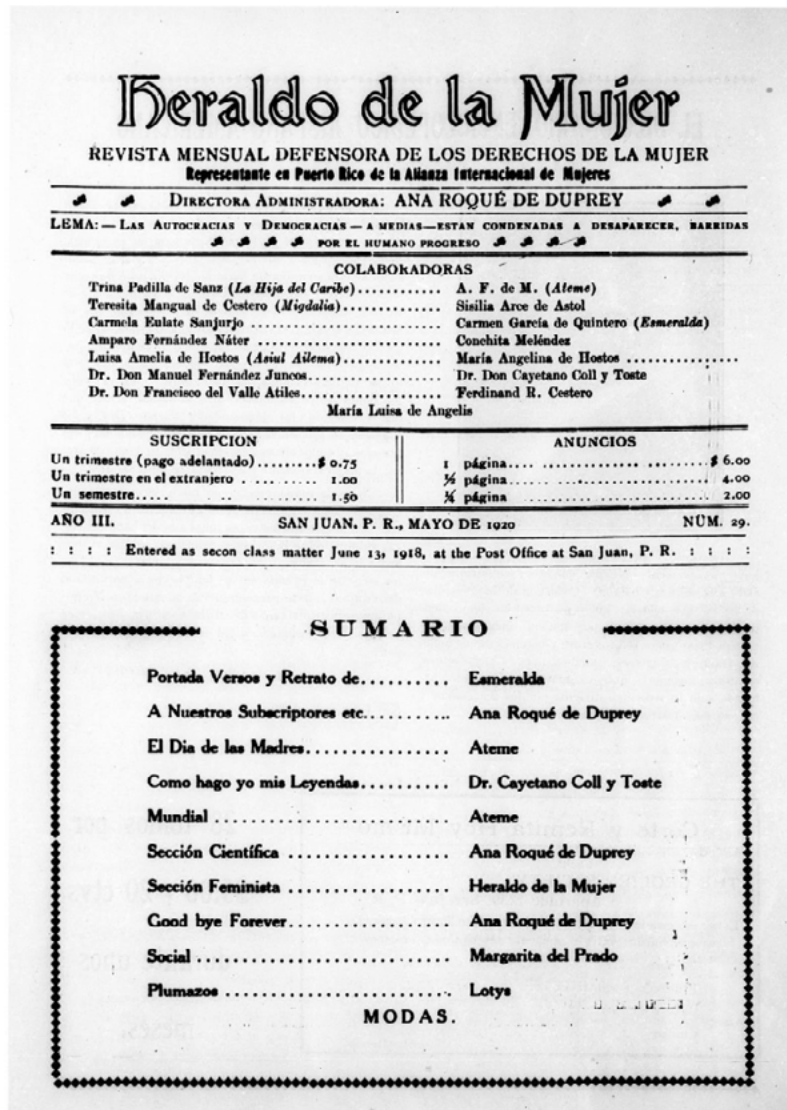 Heraldo de la Mujer
REVISTA MENSUAL DEFENSORA DE LOS DERECHOS DE LA MUJER
Representante en Puerto Rico de la Alianza Internacional de Mujeres
DIRECTORA ADMINISTRADORA: ANA ROQUÉ DE DUPREY
LEMA:—LAS AUTOCRACIAS Y DEMOCRACIAS—A MEDIAS—ESTAN CONDENADAS A DESAPARECER, BARRIDAS
POR EL HUMANO PROGRESO
COLABORADORAS
Trina Padilla de Sanz (La Hija del Caribe)............ A. F. de M. (Ateme)
Teresita Mangual de Cestero (Migdalia)............... Sisilia Arce de Astol
Carmela Eulate Sanjurjo ............................ Carmen García de Quintero (Esmeralda)
Amparo Fernández Náter ............................ Conchita Meléndez
Luisa Amelia de Hostos (Asiul Ailema)............... María Angelina de Hostos ...............
Dr. Don Manuel Fernández Juncos................... Dr. Don Cayetano Coll y Toste
Dr. Don Francisco del Valle Atiles.................... Ferdinand R. Cestero
María Luisa de Angelis
SUSCRIPCION
Un trimestre (pago adelantado)........$ 0.75
Un trimestre en el extranjero .......... 1.00
Un semestre..... .. .......... 1.50
ANUNCIOS
1 página.... ........................$ 6.00
½ página.......................... 4.00
¼ página.......................... 2.00
AÑO III. SAN JUAN, P. R., MAYO DE 1920 NÚM. 29.
: : : : Entered as secon class matter June 13, 1918, at the Post Office at San Juan, P. R. : : : :
SUMARIO
Portada Versos y Retrato de.......... Esmeralda
A Nuestros Subscriptores etc.......... Ana Roqué de Duprey
El Dia de las Madres................ Ateme
Como hago yo mis Leyendas.......... Dr. Cayetano Coll y Toste
Mundial .......................... Ateme
Sección Científica .................. Ana Roqué de Duprey
Sección Feminista .................. Heraldo de la Mujer
Good bye Forever.................. Ana Roqué de Duprey
Social............................ Margarita del Prado
Plumazos.......................... Lotys
MODAS.